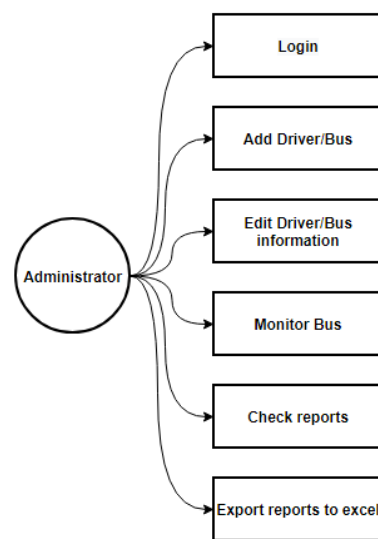 Login
Add Driver/Bus
Edit Driver/Bus
information
Administrator
Monitor Bus
Check reports
Export reports to excel